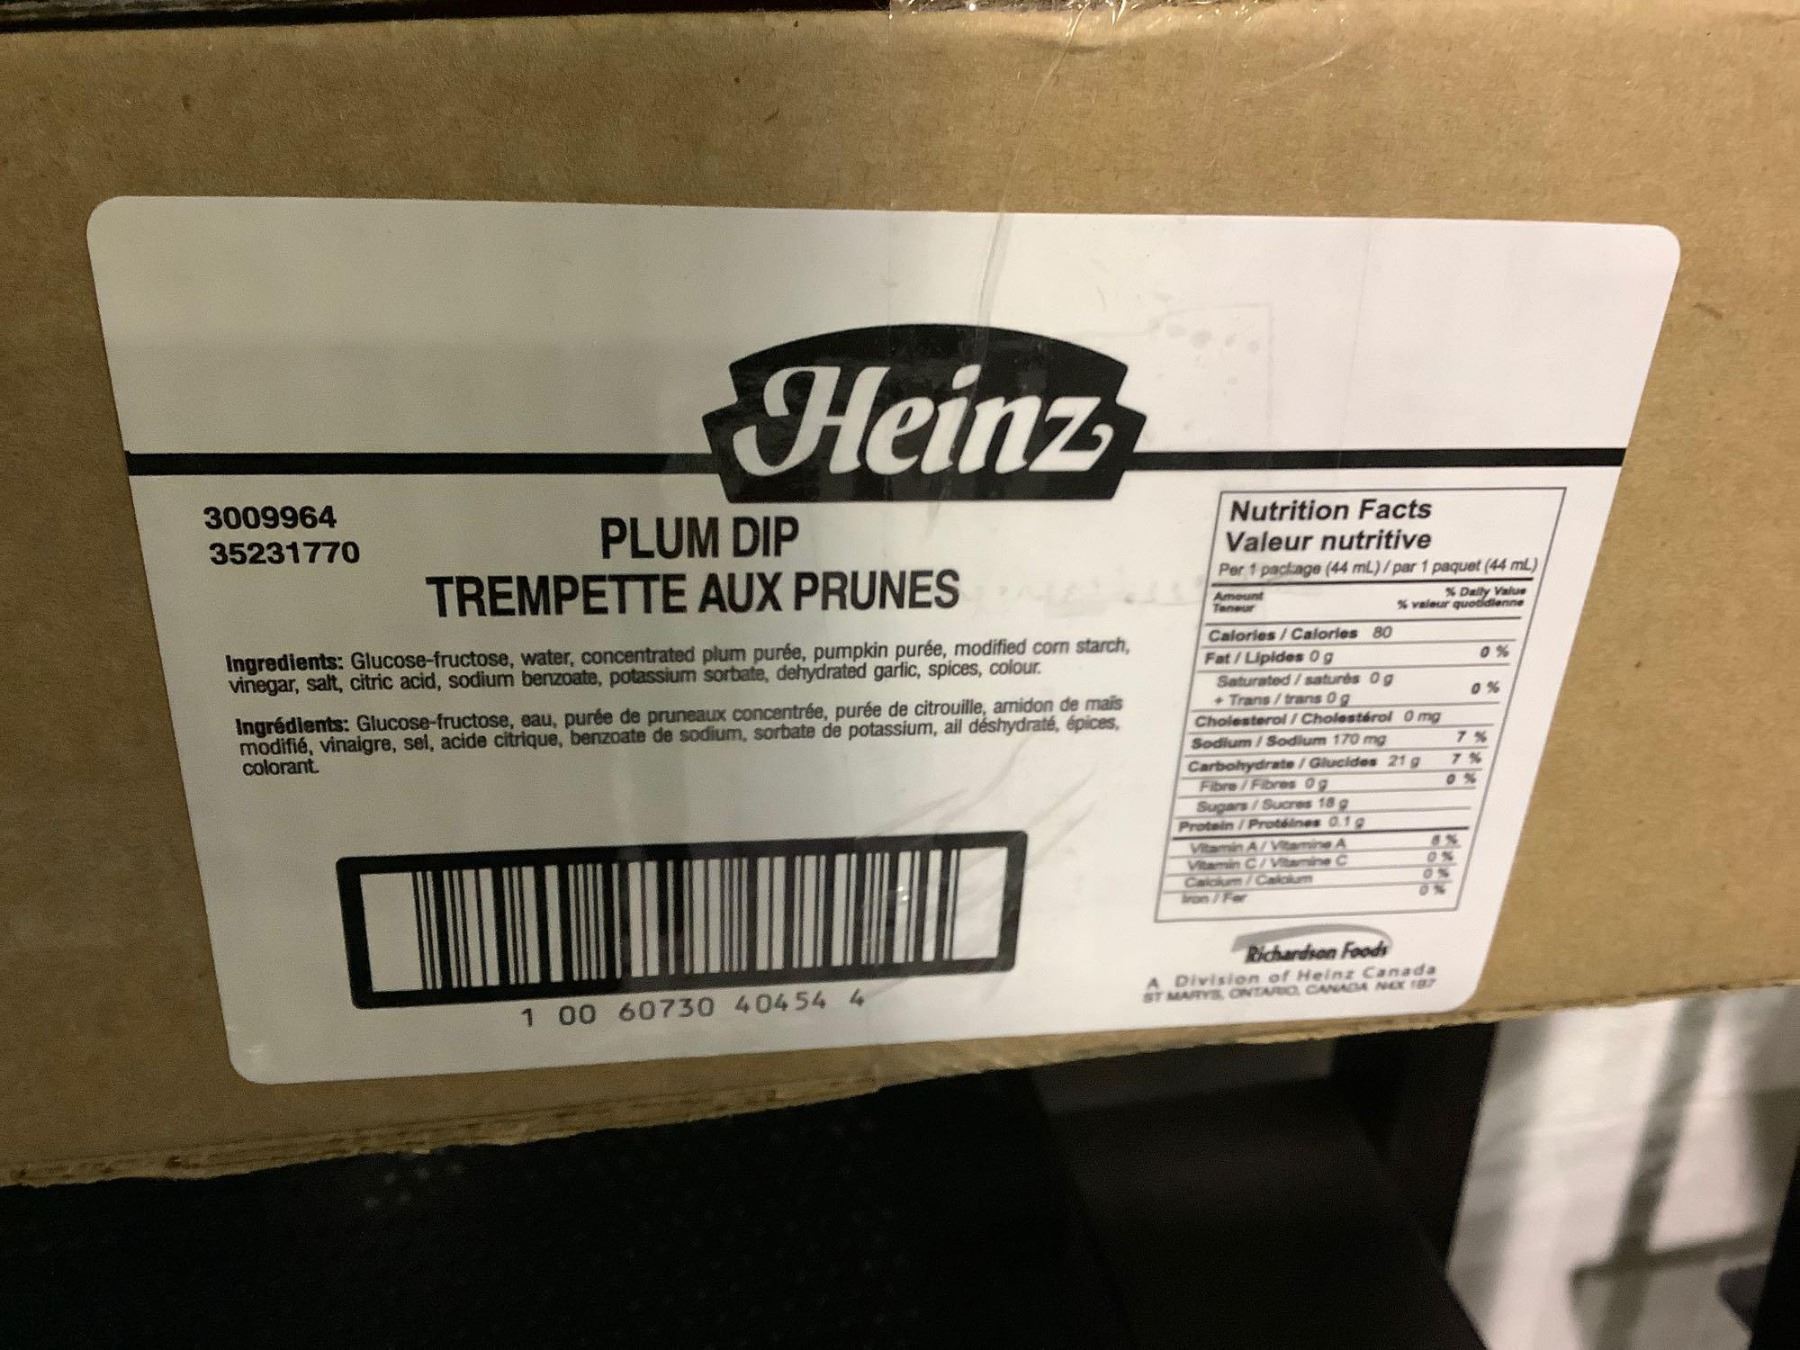 Heinz
3009964
35231770
PLUM DIP
TREMPETTE AUX PRUNES
Ingredients: Glucose-fructose, water, concentrated plum purée, pumpkin purée, modified corn starch,
vinegar, salt, citric acid, sodium benzoate, potassium sorbate, dehydrated garlic, spices, colour.
Ingrédients: Glucose-fructose, eau, purée de pruneaux concentrée, purée de citrouille, amidon de maïs
modifié, vinaigre, sel, acide citrique, benzoate de sodium, sorbate de potassium, ail déshydraté, épices,
colorant.
1 00 60730 40454 4
Nutrition Facts
Valeur nutritive
Per 1 package (44 mL) / par 1 paquet (44 mL)
Amount % Daily Value
Teneur % valeur quotidienne
Calories / Calories 80
Fat / Lipides 0 g 0 %
Saturated / saturés 0 g
+ Trans / trans 0 g 0 %
Cholesterol / Cholestérol 0 mg
Sodium / Sodium 170 mg 7 %
Carbohydrate / Glucides 21 g 7 %
Fibre / Fibres 0 g 0 %
Sugars / Sucres 18 g
Protein / Protéines 0.1 g
Vitamin A / Vitamine A 8 %
Vitamin C / Vitamine C 0 %
Calcium / Calcium 0 %
Iron / Fer 0 %
Richardson Foods
A Division of Heinz Canada
ST MARYS, ONTARIO, CANADA N4X 1B7